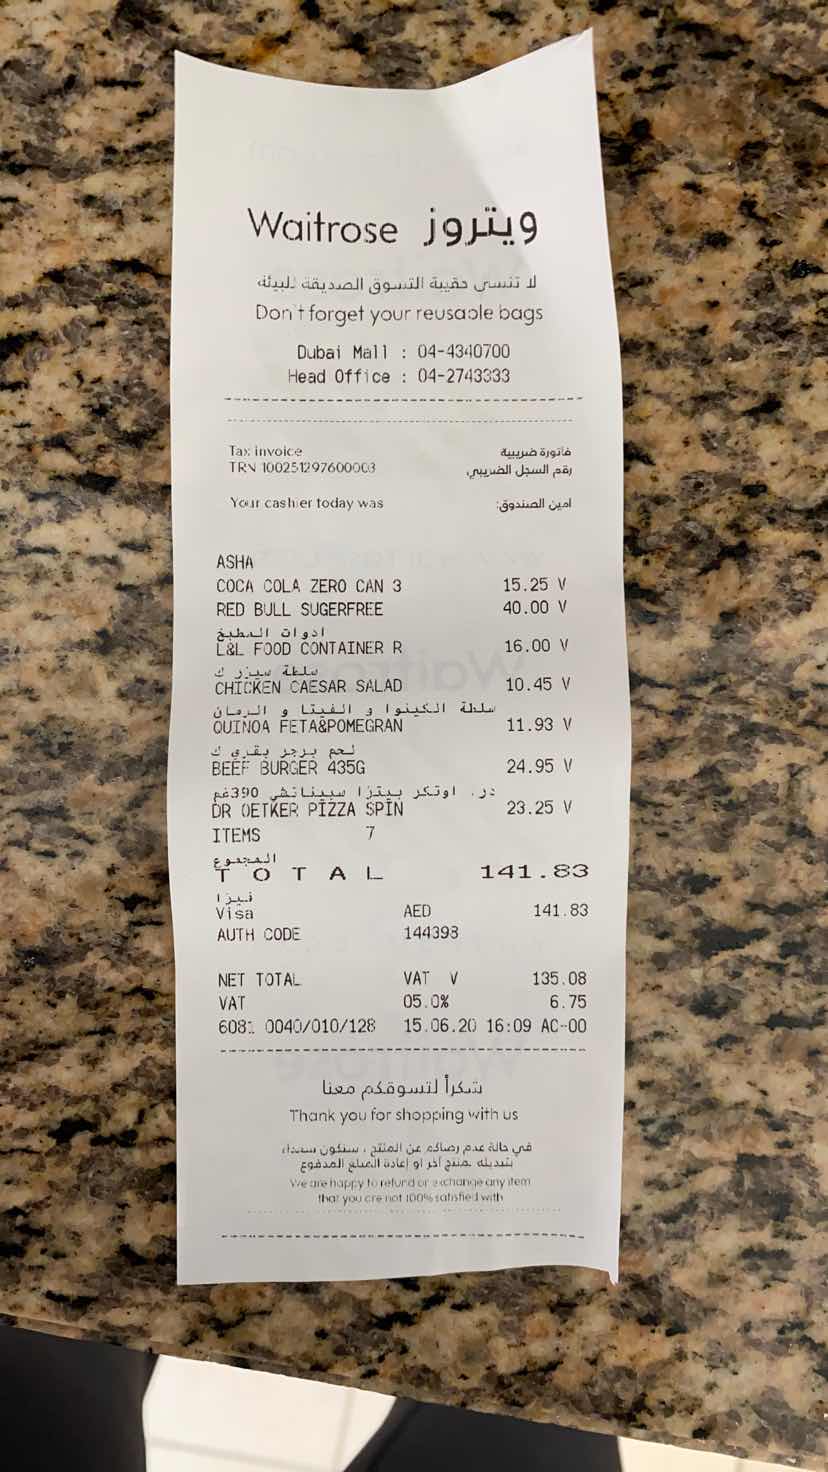 Waitrose ويتروز
لا تنسى حقيبة التسوق الصديقة للبيئة
Don't forget your reusable bags
Dubai Mall : 04-4340700
Head Office : 04-2743333
Tax invoice فاتورة ضريبية
TRN 100251297600003 رقم السجل الضريبي
Your cashier today was امين الصندوق:
ASHA
COCA COLA ZERO CAN 3 15.25 V
RED BULL SUGERFREE 40.00 V
ادوات المطبخ
L&L FOOD CONTAINER R 16.00 V
سلطة سيزر ك
CHICKEN CAESAR SALAD 10.45 V
سلطة الكينوا و الفيتا و الرمان
QUINOA FETA&POMEGRAN 11.93 V
لحم برجر بقري ك
BEEF BURGER 435G 24.95 V
در. اوتكر بيتزا سبيناتشي 390غم
DR OETKER PIZZA SPIN 23.25 V
ITEMS 7
المجموع
TOTAL 141.83
فيزا
Visa AED 141.83
AUTH CODE 144398
NET TOTAL VAT V 135.08
VAT 05.0% 6.75
6081 0040/010/128 15.06.20 16:09 AC-00
شكراً لتسوقكم معنا
Thank you for shopping with us
في حالة عدم رضاكم عن المنتج ، سنكون سعداء
بتبديله بمنتج آخر او إعادة المبلغ المدفوع
We are happy to refund or exchange any item
that you are not 100% satisfied with